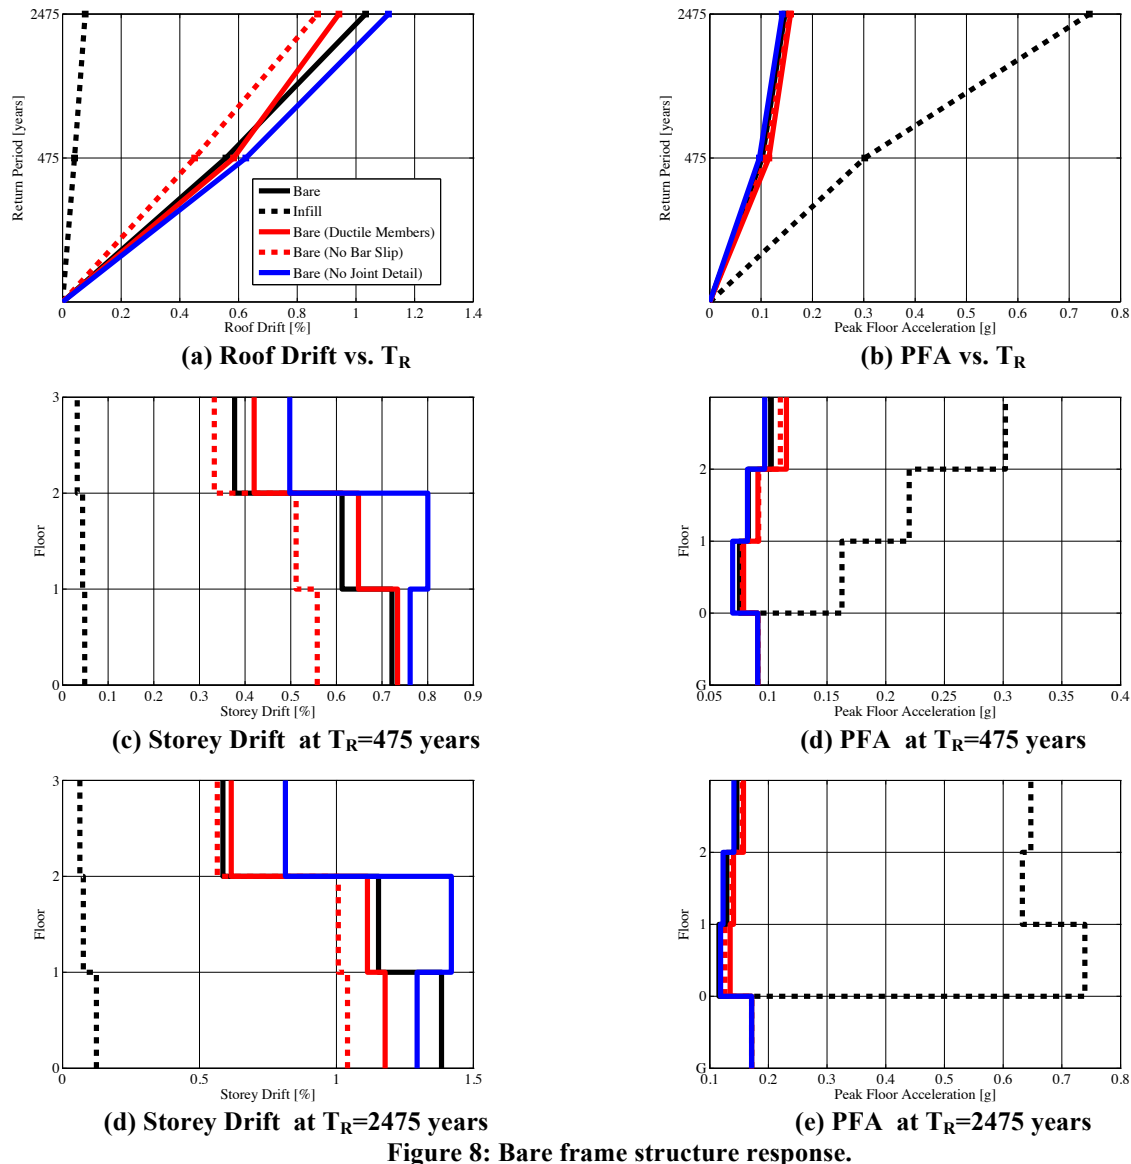 2475
475
Return Period [years]
Bare
Infill
Bare (Ductile Members)
Bare (No Bar Slip)
Bare (No Joint Detail)
0 0.2 0.4 0.6 0.8 1 1.2 1.4
Roof Drift [%]
(a) Roof Drift vs. TR
2475
475
Return Period [years]
0 0.1 0.2 0.3 0.4 0.5 0.6 0.7 0.8
Peak Floor Acceleration [g]
(b) PFA vs. TR
3
2
1
0
Floor
0 0.1 0.2 0.3 0.4 0.5 0.6 0.7 0.8 0.9
Storey Drift [%]
(c) Storey Drift at TR=475 years
2
1
0
G
Floor
0.05 0.1 0.15 0.2 0.25 0.3 0.35 0.4
Peak Floor Acceleration [g]
(d) PFA at TR=475 years
3
2
1
0
Floor
0 0.5 1 1.5
Storey Drift [%]
(d) Storey Drift at TR=2475 years
2
1
0
G
Floor
0.1 0.2 0.3 0.4 0.5 0.6 0.7 0.8
Peak Floor Acceleration [g]
(e) PFA at TR=2475 years
Figure 8: Bare frame structure response.